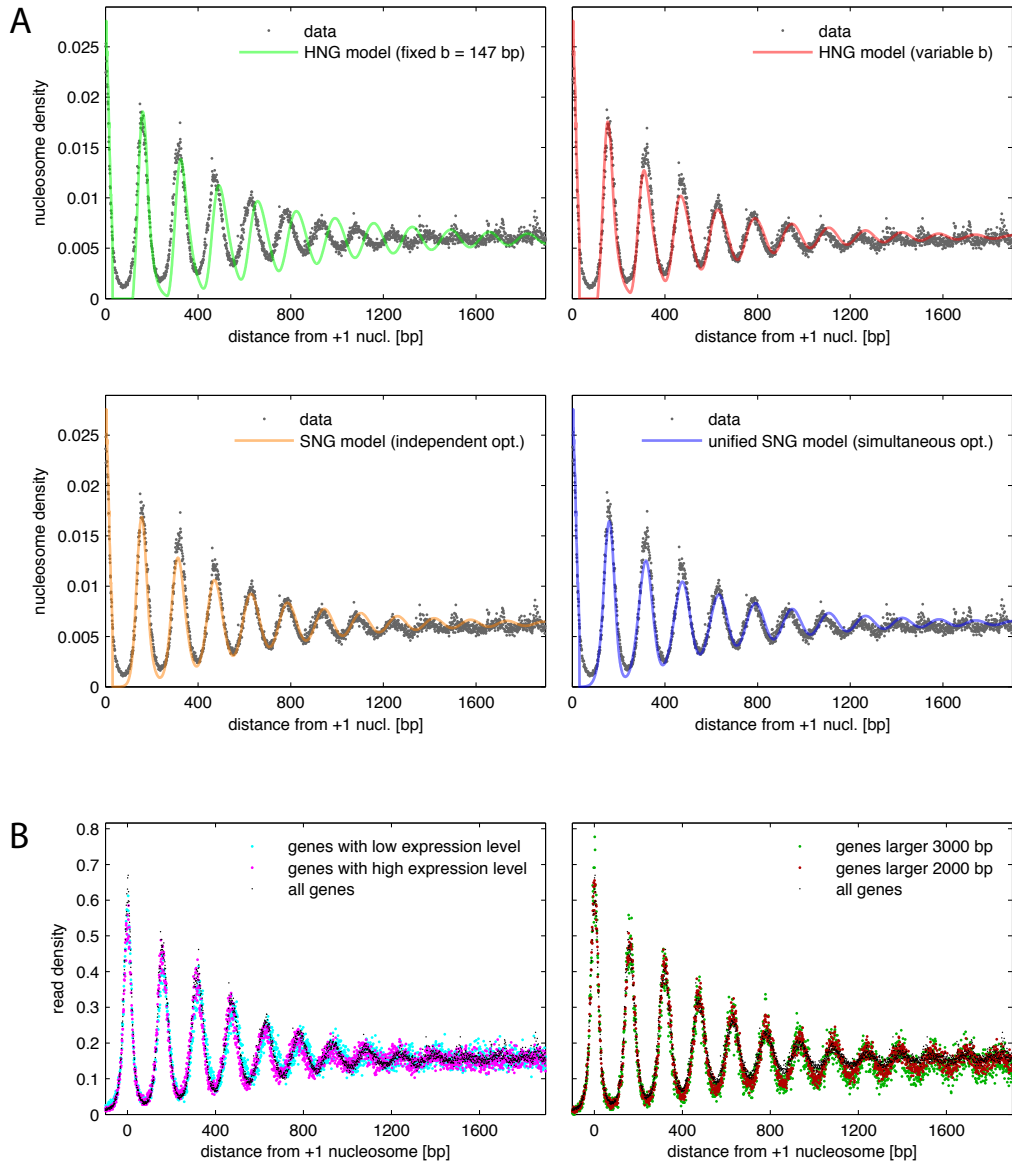 A
data
HNG model (fixed b = 147 bp)
nucleosome density
0.025
0.02
0.015
0.01
0.005
0
0 400 800 1200 1600
distance from +1 nucl. [bp]
data
HNG model (variable b)
0 400 800 1200 1600
distance from +1 nucl. [bp]
data
SNG model (independent opt.)
nucleosome density
0.025
0.02
0.015
0.01
0.005
0
0 400 800 1200 1600
distance from +1 nucl. [bp]
data
unified SNG model (simultaneous opt.)
0 400 800 1200 1600
distance from +1 nucl. [bp]
B
genes with low expression level
genes with high expression level
all genes
read density
0.8
0.7
0.6
0.5
0.4
0.3
0.2
0.1
0
0 400 800 1200 1600
distance from +1 nucleosome [bp]
genes larger 3000 bp
genes larger 2000 bp
all genes
0 400 800 1200 1600
distance from +1 nucleosome [bp]